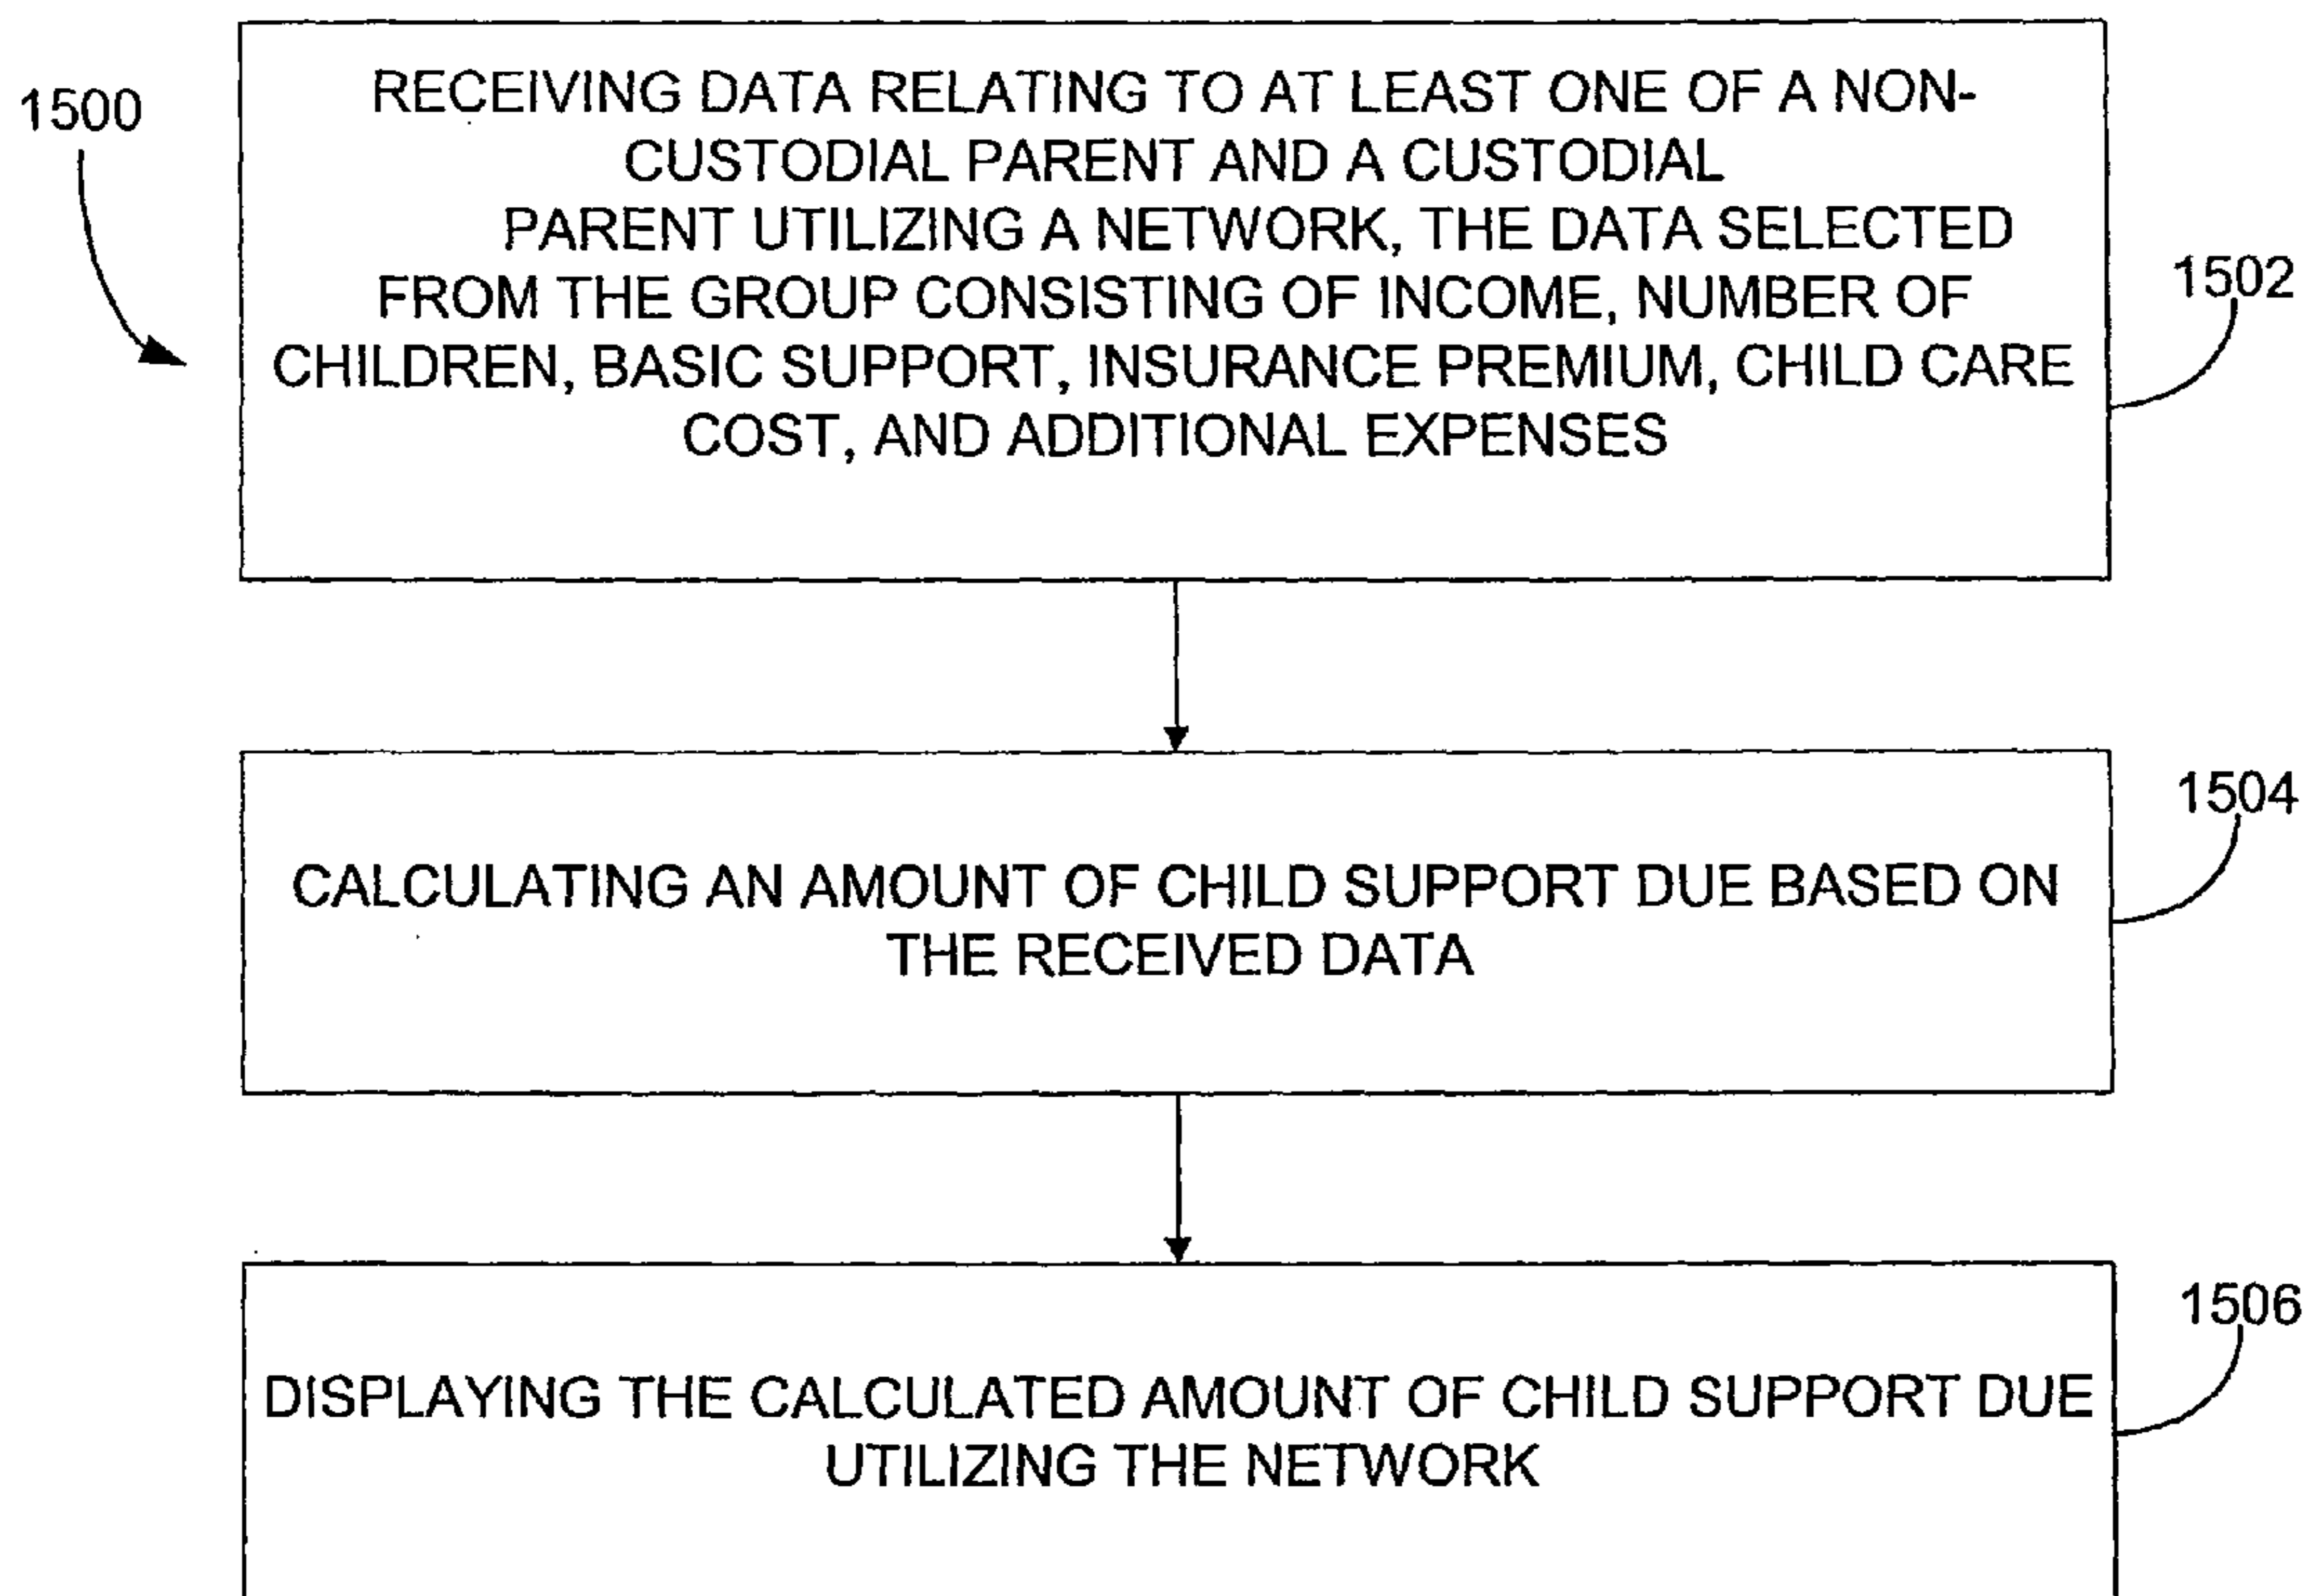 1500
RECEIVING DATA RELATING TO AT LEAST ONE OF A NON-
CUSTODIAL PARENT AND A CUSTODIAL
PARENT UTILIZING A NETWORK, THE DATA SELECTED
FROM THE GROUP CONSISTING OF INCOME, NUMBER OF
CHILDREN, BASIC SUPPORT, INSURANCE PREMIUM, CHILD CARE
COST, AND ADDITIONAL EXPENSES
1502
CALCULATING AN AMOUNT OF CHILD SUPPORT DUE BASED ON
THE RECEIVED DATA
1504
DISPLAYING THE CALCULATED AMOUNT OF CHILD SUPPORT DUE
UTILIZING THE NETWORK
1506